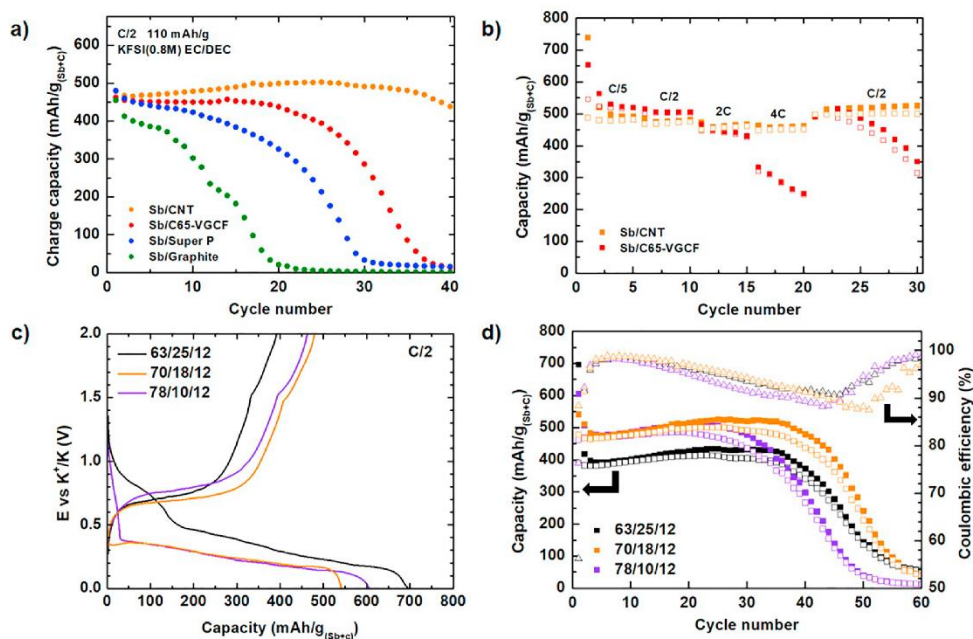 a)
C/2 110 mAh/g
KFSI(0.8M) EC/DEC
Charge capacity (mAh/g(Sb+C))
600
500
400
300
200
100
0
Sb/CNT
Sb/C65-VGCF
Sb/Super P
Sb/Graphite
0 5 10 15 20 25 30 35 40
Cycle number
b)
Capacity (mAh/g(Sb+C))
800
700
600
500
400
300
200
100
0
C/5
C/2
2C
4C
C/2
Sb/CNT
Sb/C65-VGCF
0 5 10 15 20 25 30
Cycle number
c)
E vs K+/K (V)
2.0
1.5
1.0
0.5
0.0
63/25/12
70/18/12
78/10/12
C/2
0 100 200 300 400 500 600 700 800
Capacity (mAh/g(Sb+c))
d)
Capacity (mAh/g(Sb+C))
800
700
600
500
400
300
200
100
0
63/25/12
70/18/12
78/10/12
100
90
80
70
60
50
Coulombic efficiency (%)
0 10 20 30 40 50 60
Cycle number